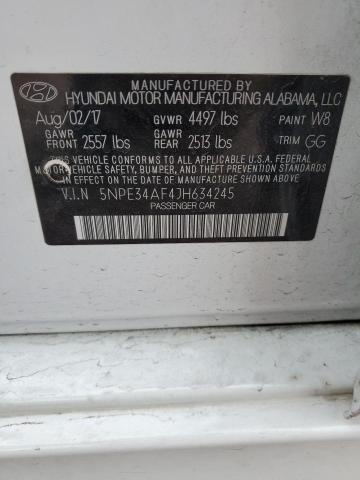 MANUFACTURED BY
HYUNDAI MOTOR MANUFACTURING ALABAMA, LLC
Aug/02/17 GVWR 4497 lbs PAINT W8
GAWR FRONT 2557 lbs GAWR REAR 2513 lbs TRIM GG
THIS VEHICLE CONFORMS TO ALL APPLICABLE U.S.A. FEDERAL
MOTOR VEHICLE SAFETY, BUMPER, AND THEFT PREVENTION
STANDARDS IN EFFECT ON THE DATE OF MANUFACTURE SHOWN ABOVE.
V.I.N 5NPE34AF4JH634245
PASSENGER CAR